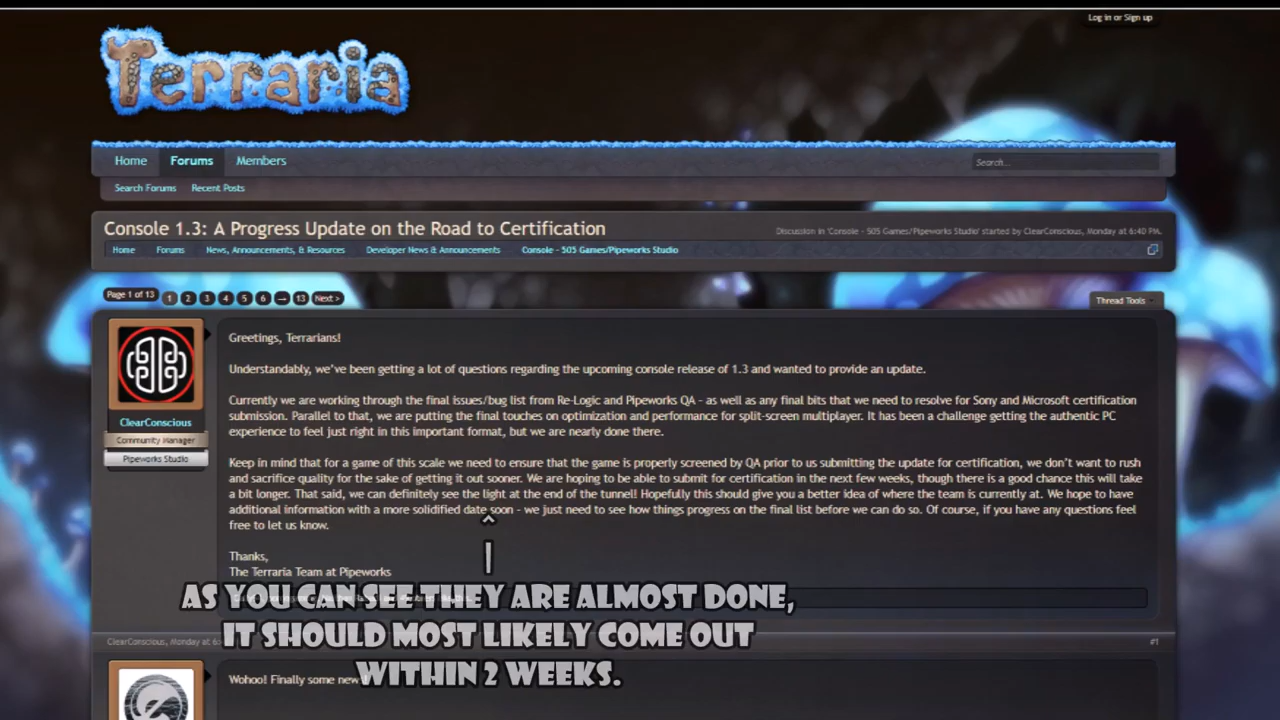 Log in or Sign up
Terraria
Home Forums Members
Search...
Search Forums Recent Posts
Console 1.3: A Progress Update on the Road to Certification
Discussion in 'Console - 505 Games/Pipeworks Studio' started by ClearConscious, Monday at 6:40 PM.
Home Forums News, Announcements, & Resources Developer News & Announcements Console - 505 Games/Pipeworks Studio
Page 1 of 13 1 2 3 4 5 6 → 13 Next >
Thread Tools
Greetings, Terrarians!
Understandably, we've been getting a lot of questions regarding the upcoming console release of 1.3 and wanted to provide an update.
Currently we are working through the final issues/bug list from Re-Logic and Pipeworks QA - as well as any final bits that we need to resolve for Sony and Microsoft certification
submission. Parallel to that, we are putting the final touches on optimization and performance for split-screen multiplayer. It has been a challenge getting the authentic PC
experience to feel just right in this important format, but we are nearly done there.
ClearConscious
Community Manager
Pipeworks Studio
Keep in mind that for a game of this scale we need to ensure that the game is properly screened by QA prior to us submitting the update for certification, we don't want to rush
and sacrifice quality for the sake of getting it out sooner. We are hoping to be able to submit for certification in the next few weeks, though there is a good chance this will take
a bit longer. That said, we can definitely see the light at the end of the tunnel! Hopefully this should give you a better idea of where the team is currently at. We hope to have
additional information with a more solidified date soon - we just need to see how things progress on the final list before we can do so. Of course, if you have any questions feel
free to let us know.
Thanks,
The Terraria Team at Pipeworks
AS YOU CAN SEE THEY ARE ALMOST DONE,
IT SHOULD MOST LIKELY COME OUT
WITHIN 2 WEEKS.
ClearConscious, Monday at
#1
Wohoo! Finally some new